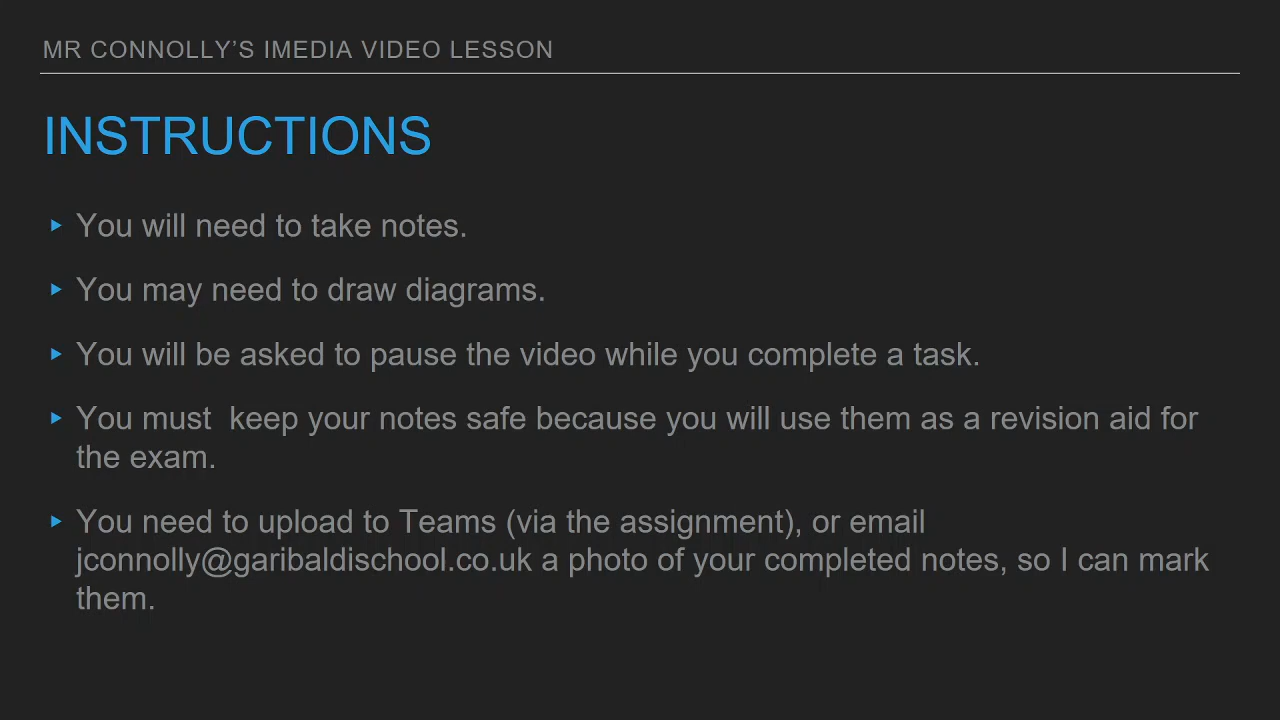 MR CONNOLLY’S IMEDIA VIDEO LESSON
INSTRUCTIONS
You will need to take notes.
You may need to draw diagrams.
You will be asked to pause the video while you complete a task.
You must  keep your notes safe because you will use them as a revision aid for
the exam.
You need to upload to Teams (via the assignment), or email
jconnolly@garibaldischool.co.uk a photo of your completed notes, so I can mark
them.